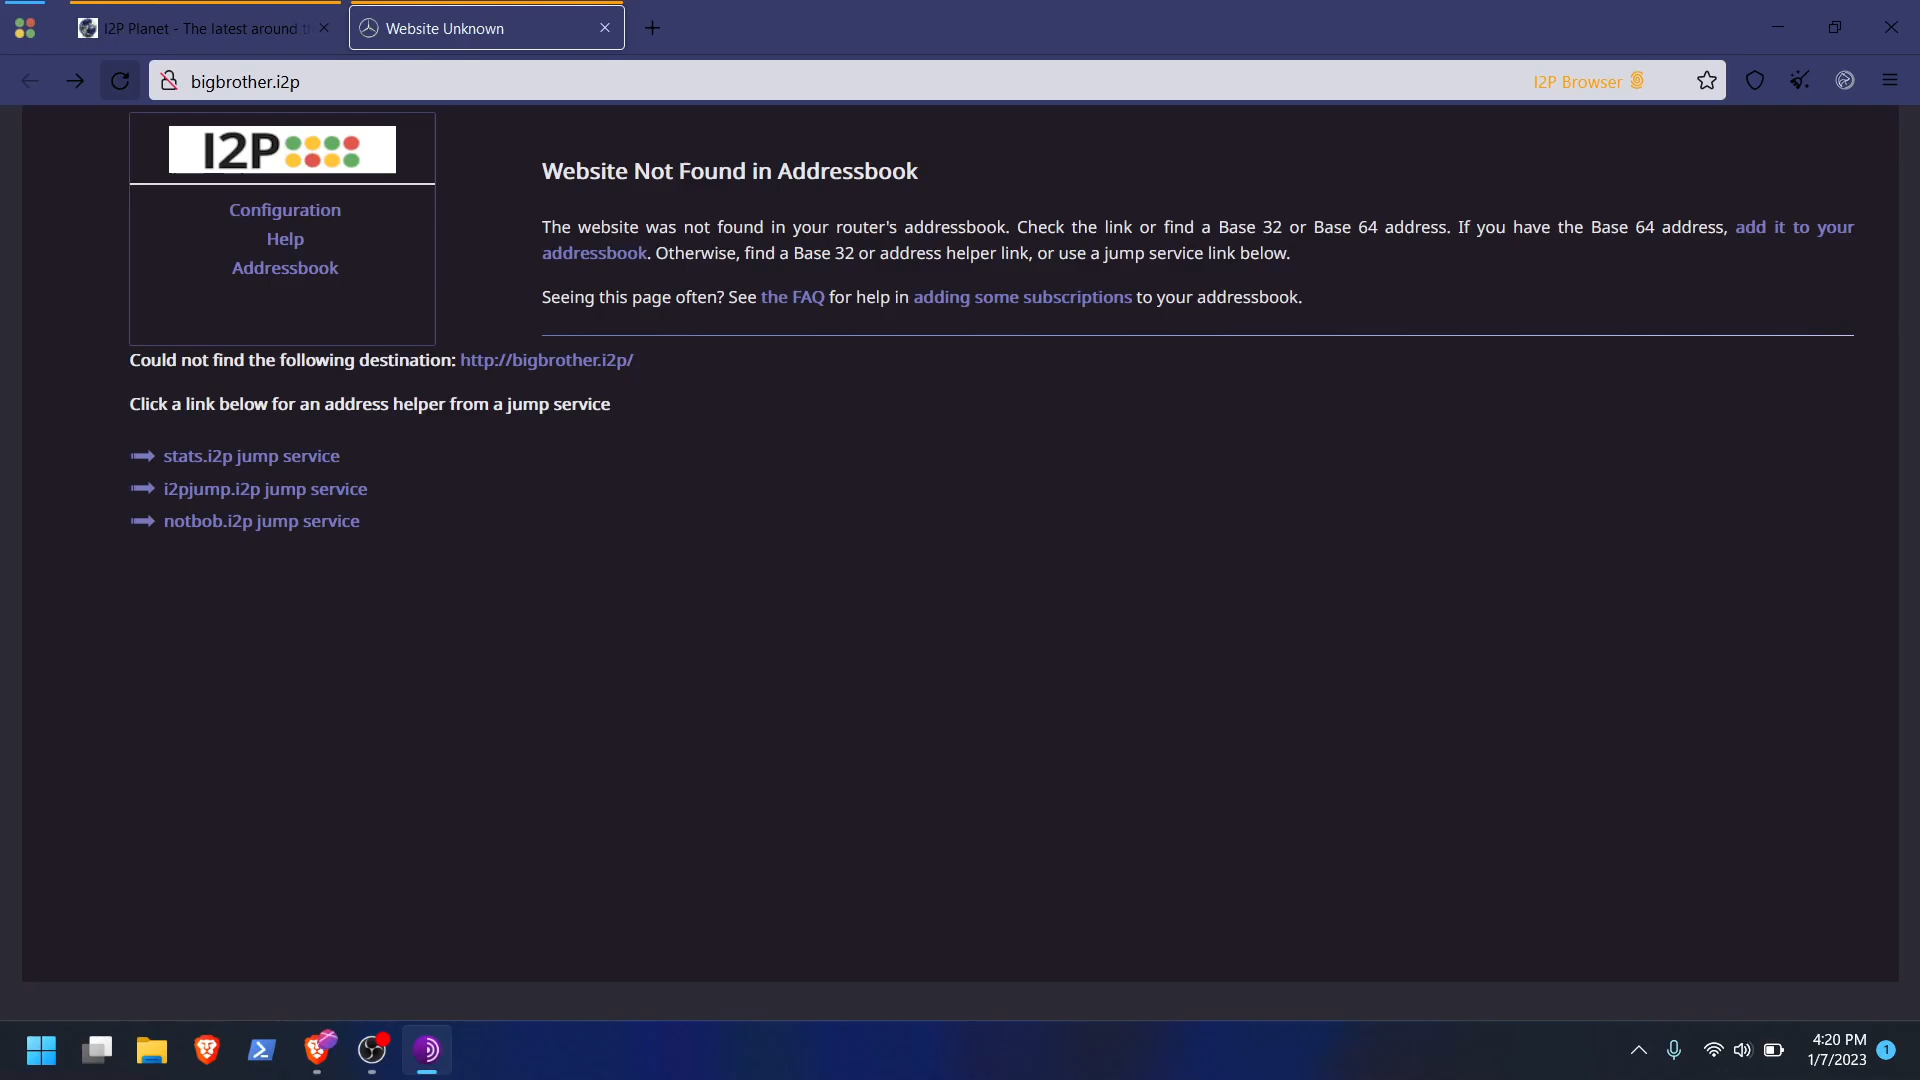 I2P Planet - The latest around th
Website Unknown
bigbrother.i2p
I2P Browser
I2P
Configuration
Help
Addressbook
Website Not Found in Addressbook
The website was not found in your router's addressbook. Check the link or find a Base 32 or Base 64 address. If you have the Base 64 address, add it to your
addressbook. Otherwise, find a Base 32 or address helper link, or use a jump service link below.
Seeing this page often? See the FAQ for help in adding some subscriptions to your addressbook.
Could not find the following destination: http://bigbrother.i2p/
Click a link below for an address helper from a jump service
stats.i2p jump service
i2pjump.i2p jump service
notbob.i2p jump service
4:20 PM
1/7/2023
1